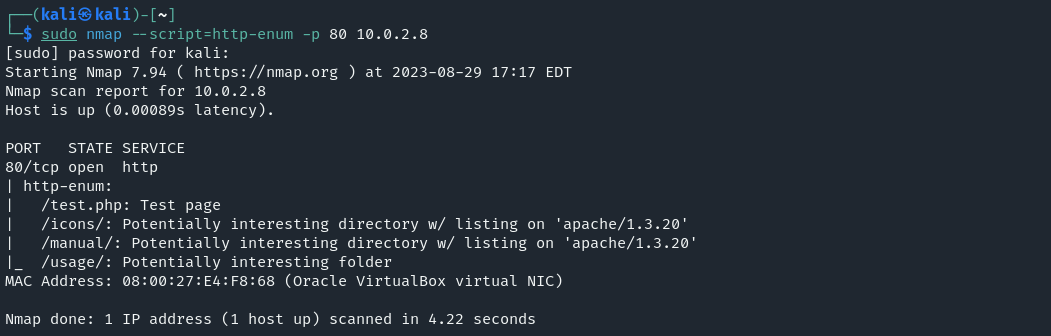 ┌──(kali㉿kali)-[~]
└─$ sudo nmap --script=http-enum -p 80 10.0.2.8
[sudo] password for kali:
Starting Nmap 7.94 ( https://nmap.org ) at 2023-08-29 17:17 EDT
Nmap scan report for 10.0.2.8
Host is up (0.00089s latency).

PORT   STATE SERVICE
80/tcp open  http
| http-enum:
|   /test.php: Test page
|   /icons/: Potentially interesting directory w/ listing on 'apache/1.3.20'
|   /manual/: Potentially interesting directory w/ listing on 'apache/1.3.20'
|_  /usage/: Potentially interesting folder
MAC Address: 08:00:27:E4:F8:68 (Oracle VirtualBox virtual NIC)

Nmap done: 1 IP address (1 host up) scanned in 4.22 seconds